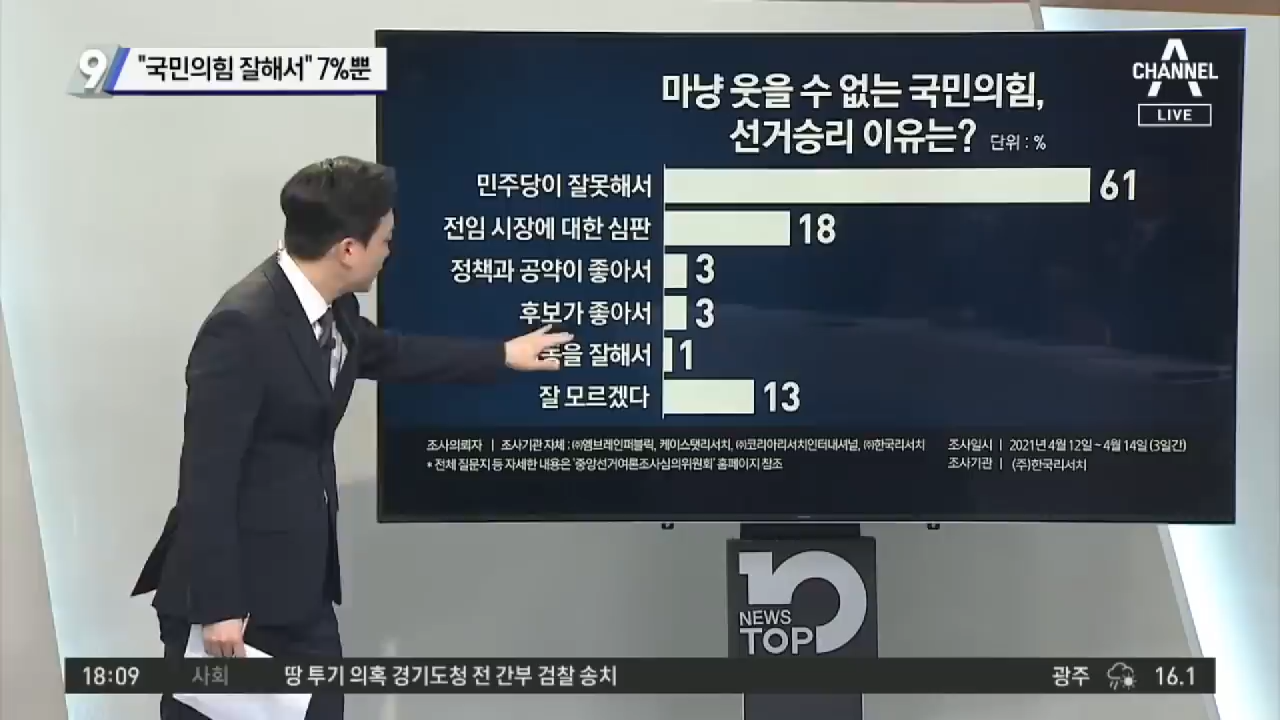 9 "국민의힘 잘해서" 7%뿐
CHANNEL
LIVE
마냥 웃을 수 없는 국민의힘,
선거승리 이유는? 단위 : %
민주당이 잘못해서 61
전임 시장에 대한 심판 18
정책과 공약이 좋아서 3
후보가 좋아서 3
잘해서 1
잘 모르겠다 13
조사의뢰자 | 조사기관 자체 : ㈜엠브레인퍼블릭, 케이스탯리서치, ㈜코리아리서치인터내셔널, ㈜한국리서치
* 전체 질문지 등 자세한 내용은 '중앙선거여론조사심의위원회' 홈페이지 참조
조사일시 | 2021년 4월 12일 ~ 4월 14일 (3일간)
조사기관 | (주)한국리서치
10
NEWS
TOP
18:09 사회 땅 투기 의혹 경기도청 전 간부 검찰 송치 광주 16.1